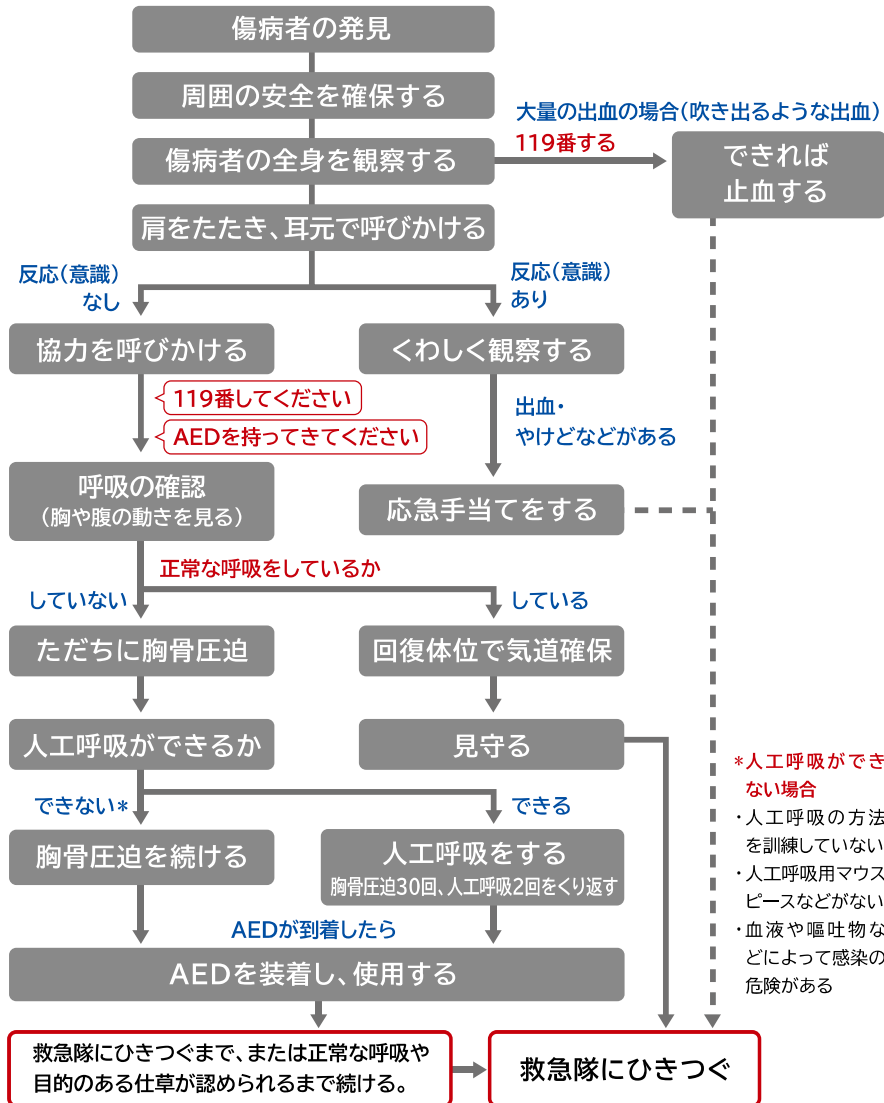 傷病者の発見
周囲の安全を確保する
大量の出血の場合(吹き出るような出血)
119番する
傷病者の全身を観察する
できれば
止血する
肩をたたき、耳元で呼びかける
反応(意識)
なし
反応(意識)
あり
協力を呼びかける
くわしく観察する
119番してください
AEDを持ってきてください
出血・
やけどなどがある
呼吸の確認
(胸や腹の動きを見る)
応急手当てをする
正常な呼吸をしているか
していない
している
ただちに胸骨圧迫
回復体位で気道確保
人工呼吸ができるか
見守る
できない*
できる
胸骨圧迫を続ける
人工呼吸をする
胸骨圧迫30回、人工呼吸2回をくり返す
*人工呼吸ができ
ない場合
・人工呼吸の方法
を訓練していない
・人工呼吸用マウス
ピースなどがない
・血液や嘔吐物な
どによって感染の
危険がある
AEDが到着したら
AEDを装着し、使用する
救急隊にひきつぐまで、または正常な呼吸や
目的のある仕草が認められるまで続ける。
救急隊にひきつぐ